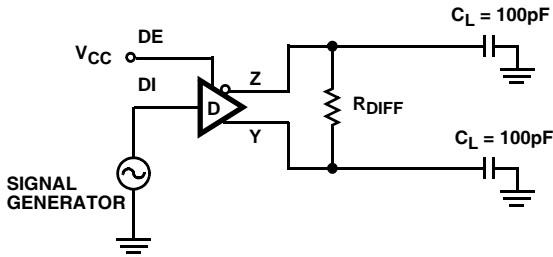 C_L = 100pF
DE
V_CC
DI
Z
D
R_DIFF
Y
C_L = 100pF
SIGNAL
GENERATOR